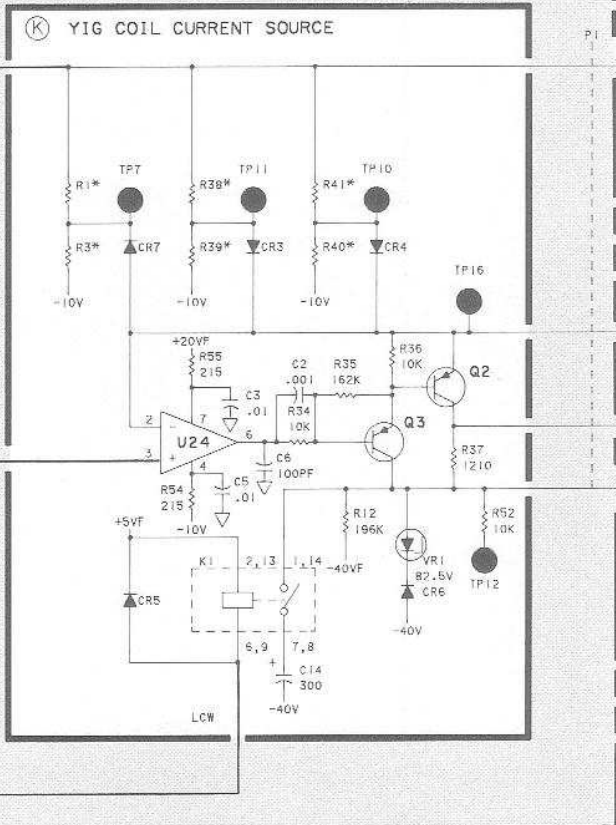 K YIG COIL CURRENT SOURCE
P1
TP7 TP11 TP10
R1* R38* R41*
R3* CR7 R39* CR3 R40* CR4
-10V -10V -10V
TP16
+20VF
R55
215
C2
.001
R35
162K
R36
10K
Q2
C3
.01
R34
10K
Q3
2 - 7
U24 6
3 + 4
C6
100PF
R37
1210
R54
215
C5
.01
-10V
+5VF
R12
196K
-40VF
R52
10K
TP12
VR1
82.5V
CR6
-40V
K1 2,13 1,14
CR5
6,9 7,8
+
C14
300
-40V
LCW